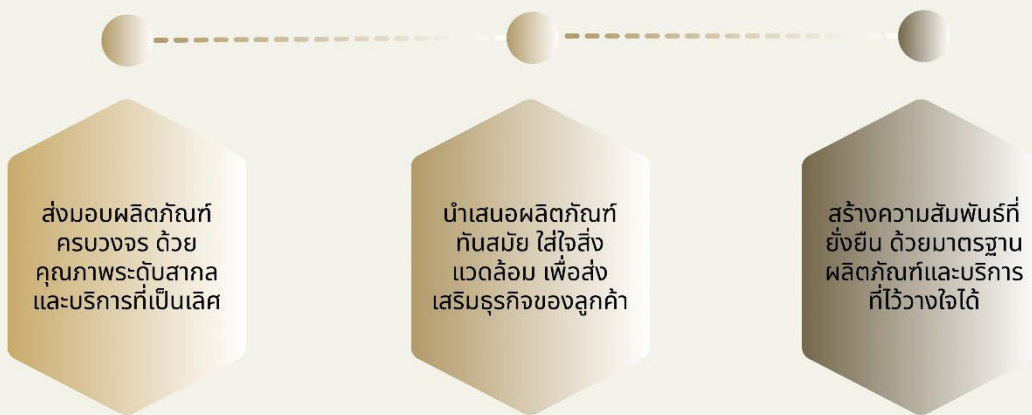 ส่งมอบผลิตภัณฑ์
ครบวงจร ด้วย
คุณภาพระดับสากล
และบริการที่เป็นเลิศ
นำเสนอผลิตภัณฑ์
ทันสมัย ใส่ใจสิ่ง
แวดล้อม เพื่อส่ง
เสริมธุรกิจของลูกค้า
สร้างความสัมพันธ์ที่
ยั่งยืน ด้วยมาตรฐาน
ผลิตภัณฑ์และบริการ
ที่ไว้วางใจได้